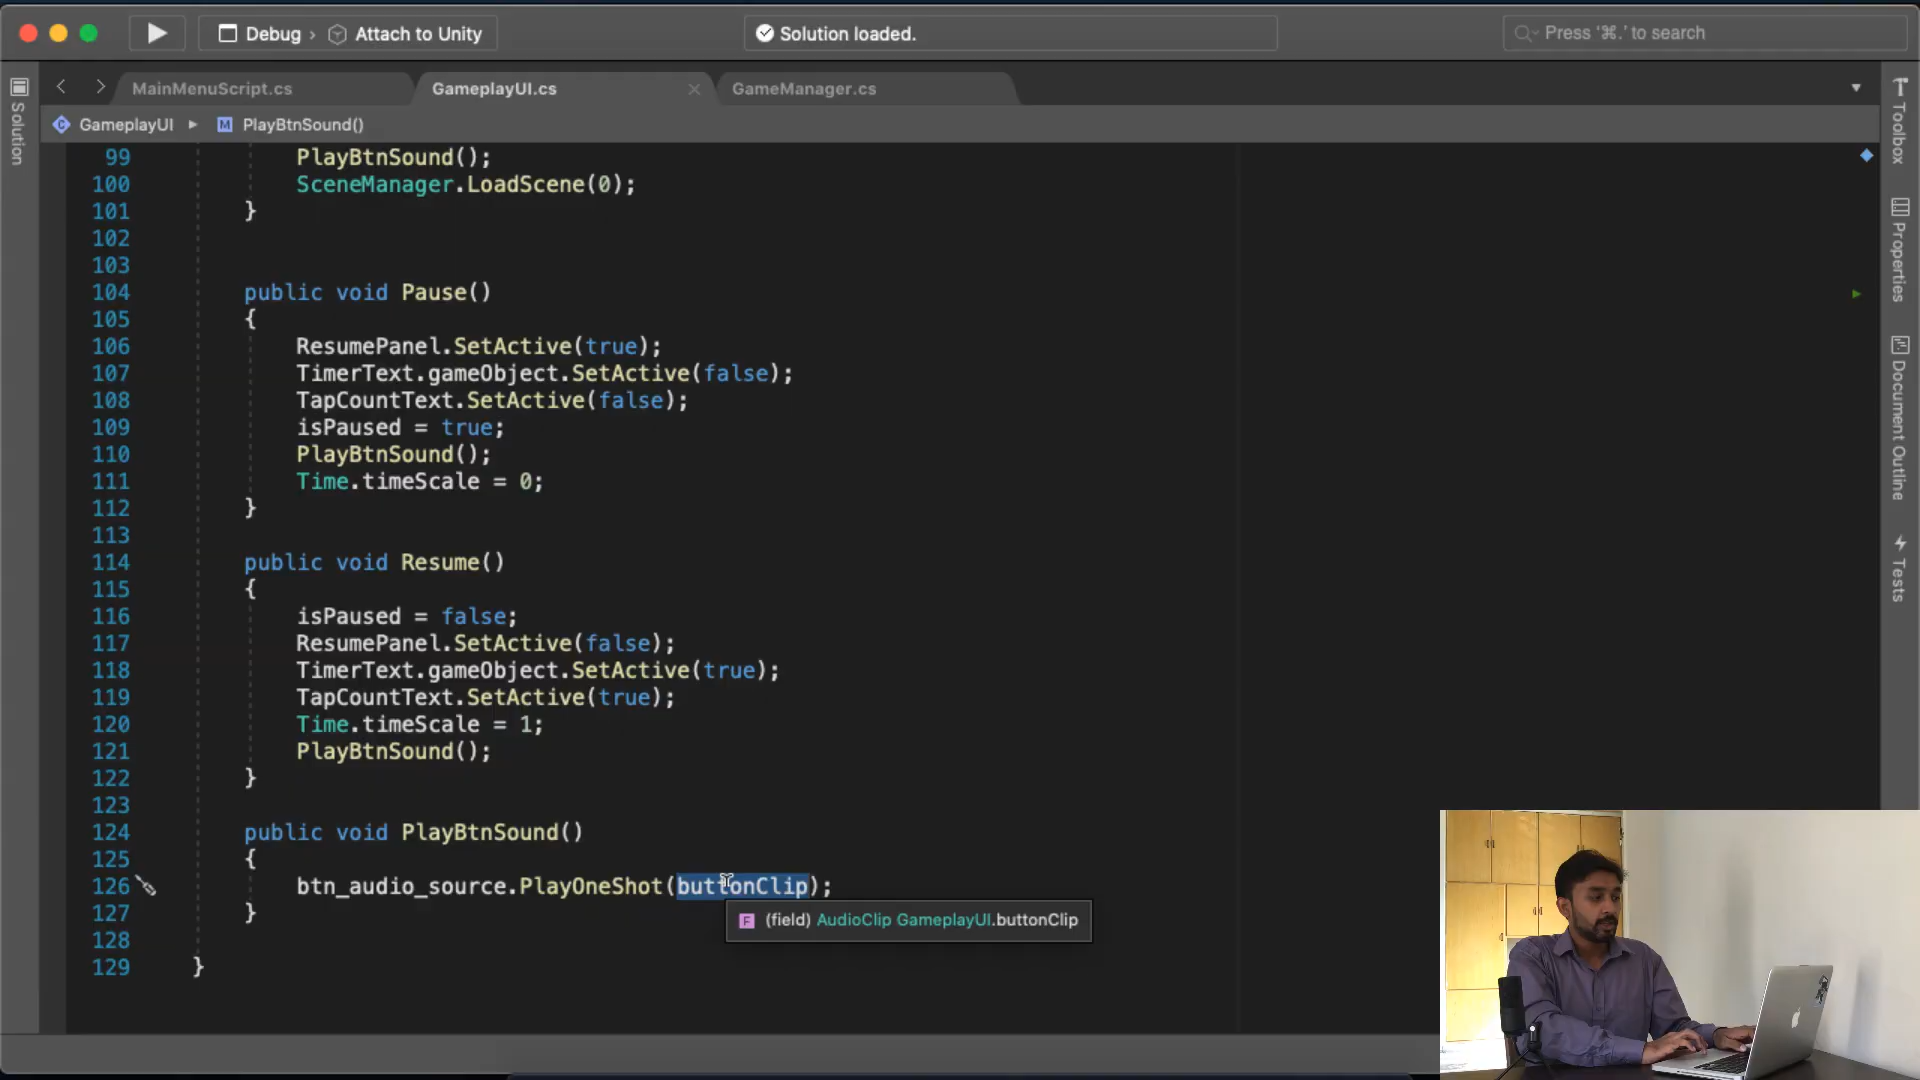 Debug › Attach to Unity
Solution loaded.
Press '⌘.' to search
Solution
MainMenuScript.cs
GameplayUI.cs
GameManager.cs
GameplayUI
M PlayBtnSound()
99 PlayBtnSound();
100 SceneManager.LoadScene(0);
101 }
102
103
104 public void Pause()
105 {
106 ResumePanel.SetActive(true);
107 TimerText.gameObject.SetActive(false);
108 TapCountText.SetActive(false);
109 isPaused = true;
110 PlayBtnSound();
111 Time.timeScale = 0;
112 }
113
114 public void Resume()
115 {
116 isPaused = false;
117 ResumePanel.SetActive(false);
118 TimerText.gameObject.SetActive(true);
119 TapCountText.SetActive(true);
120 Time.timeScale = 1;
121 PlayBtnSound();
122 }
123
124 public void PlayBtnSound()
125 {
126 btn_audio_source.PlayOneShot(buttonClip);
127 }
F (field) AudioClip GameplayUI.buttonClip
128
129 }
Toolbox
Properties
Document Outline
Tests